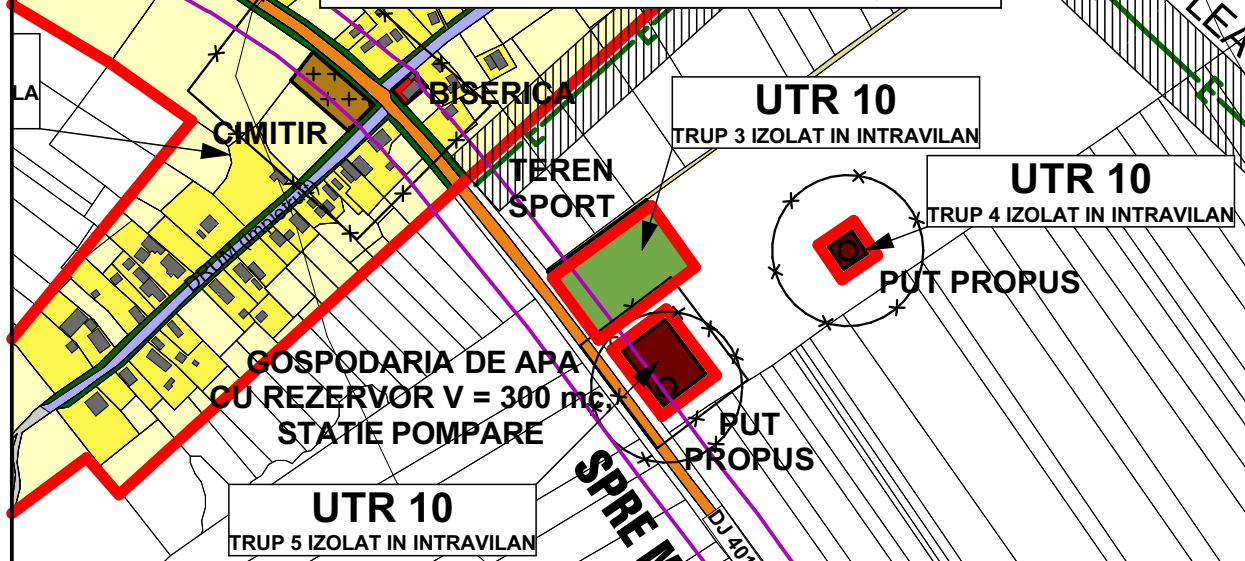 LEA
LA
BISERICA
CIMITIR
UTR 10
TRUP 3 IZOLAT IN INTRAVILAN
E
E
E
TEREN
SPORT
UTR 10
TRUP 4 IZOLAT IN INTRAVILAN
DRUM
PUT PROPUS
GOSPODARIA DE APA
CU REZERVOR V = 300 mc,
STATIE POMPARE
PUT
PROPUS
UTR 10
TRUP 5 IZOLAT IN INTRAVILAN
SPRE
DJ 401